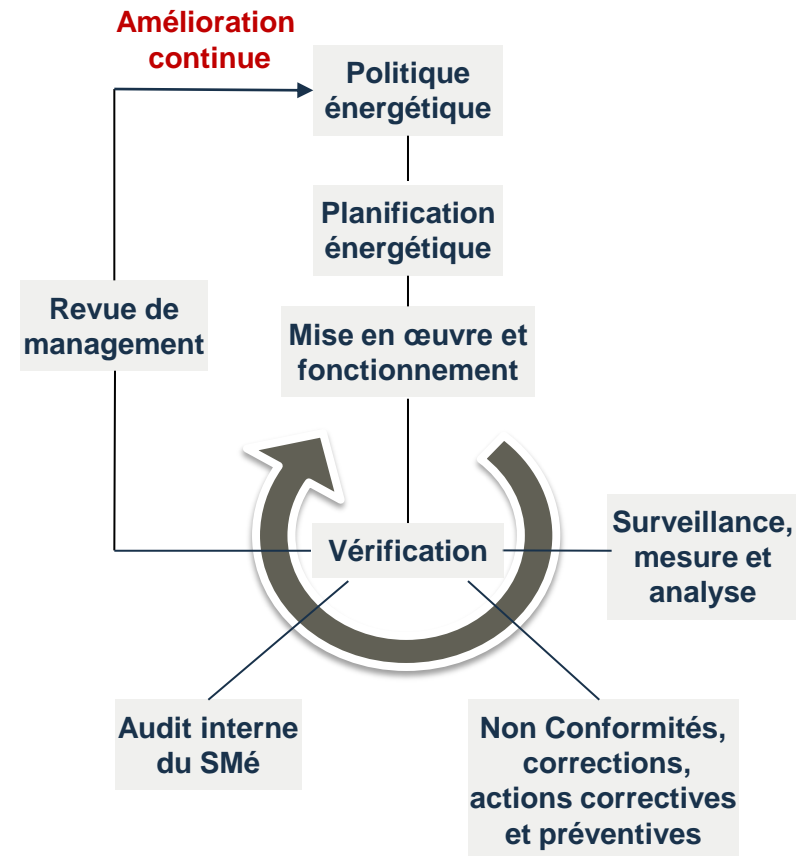 Amélioration
continue
Politique
énergétique
Planification
énergétique
Revue de
management
Mise en œuvre et
fonctionnement
Vérification
Surveillance,
mesure et
analyse
Audit interne
du SMé
Non Conformités,
corrections,
actions correctives
et préventives